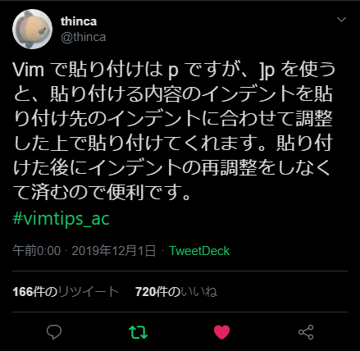 thinca
@thinca
Vim で貼り付けは p ですが、]p を使う
と、貼り付ける内容のインデントを貼
り付け先のインデントに合わせて調整
した上で貼り付けてくれます。貼り付
けた後にインデントの再調整をしなく
て済むので便利です。
#vimtips_ac
午前0:00 · 2019年12月1日 · TweetDeck
166件のリツイート 720件のいいね